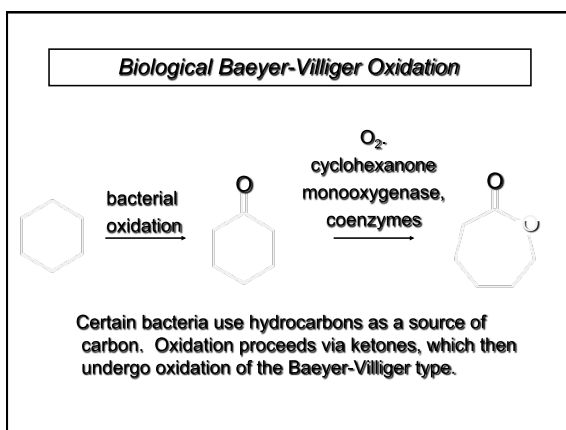 Biological Baeyer-Villiger Oxidation
O2,
cyclohexanone
monooxygenase,
coenzymes
bacterial
oxidation
O
O
O
Certain bacteria use hydrocarbons as a source of
carbon. Oxidation proceeds via ketones, which then
undergo oxidation of the Baeyer-Villiger type.